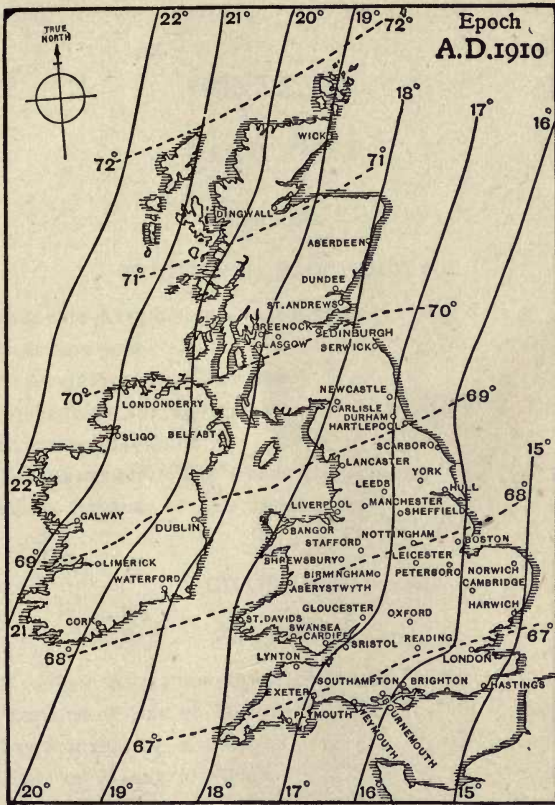 Epoch
A.D.1910
TRUE
NORTH
22°
21°
20°
19°
72°
18°
17°
16°
WICK
72°
71°
DINGWALL
ABERDEEN
71°
DUNDEE
ST.ANDREWS
70°
GREENOCK
EDINBURGH
GLASGOW
BERWICK
70°
69°
LONDONDERRY
NEWCASTLE
CARLISLE
DURHAM
HARTLEPOOL
SLIGO
BELFAST
SCARBORO
15°
LANCASTER
YORK
22
LEEDS
HULL
68°
LIVERPOOL
MANCHESTER
SHEFFIELD
GALWAY
DUBLIN
BANGOR
NOTTINGHAM
BOSTON
STAFFORD
69°
LIMERICK
SHREWSBURY
LEICESTER
NORWICH
WATERFORD
BIRMINGHAM
PETERBORO
CAMBRIDGE
ABERYSTWYTH
HARWICH
21
CORK
ST.DAVIDS
GLOUCESTER
OXFORD
67°
68°
SWANSEA
CARDIFF
SRISTOL
READING
LYNTON
LONDON
SOUTHAMPTON
BRIGHTON
HASTINGS
EXETER
PLYMOUTH
WEYMOUTH
BOURNEMOUTH
67°
20°
19°
18°
17°
16°
15°